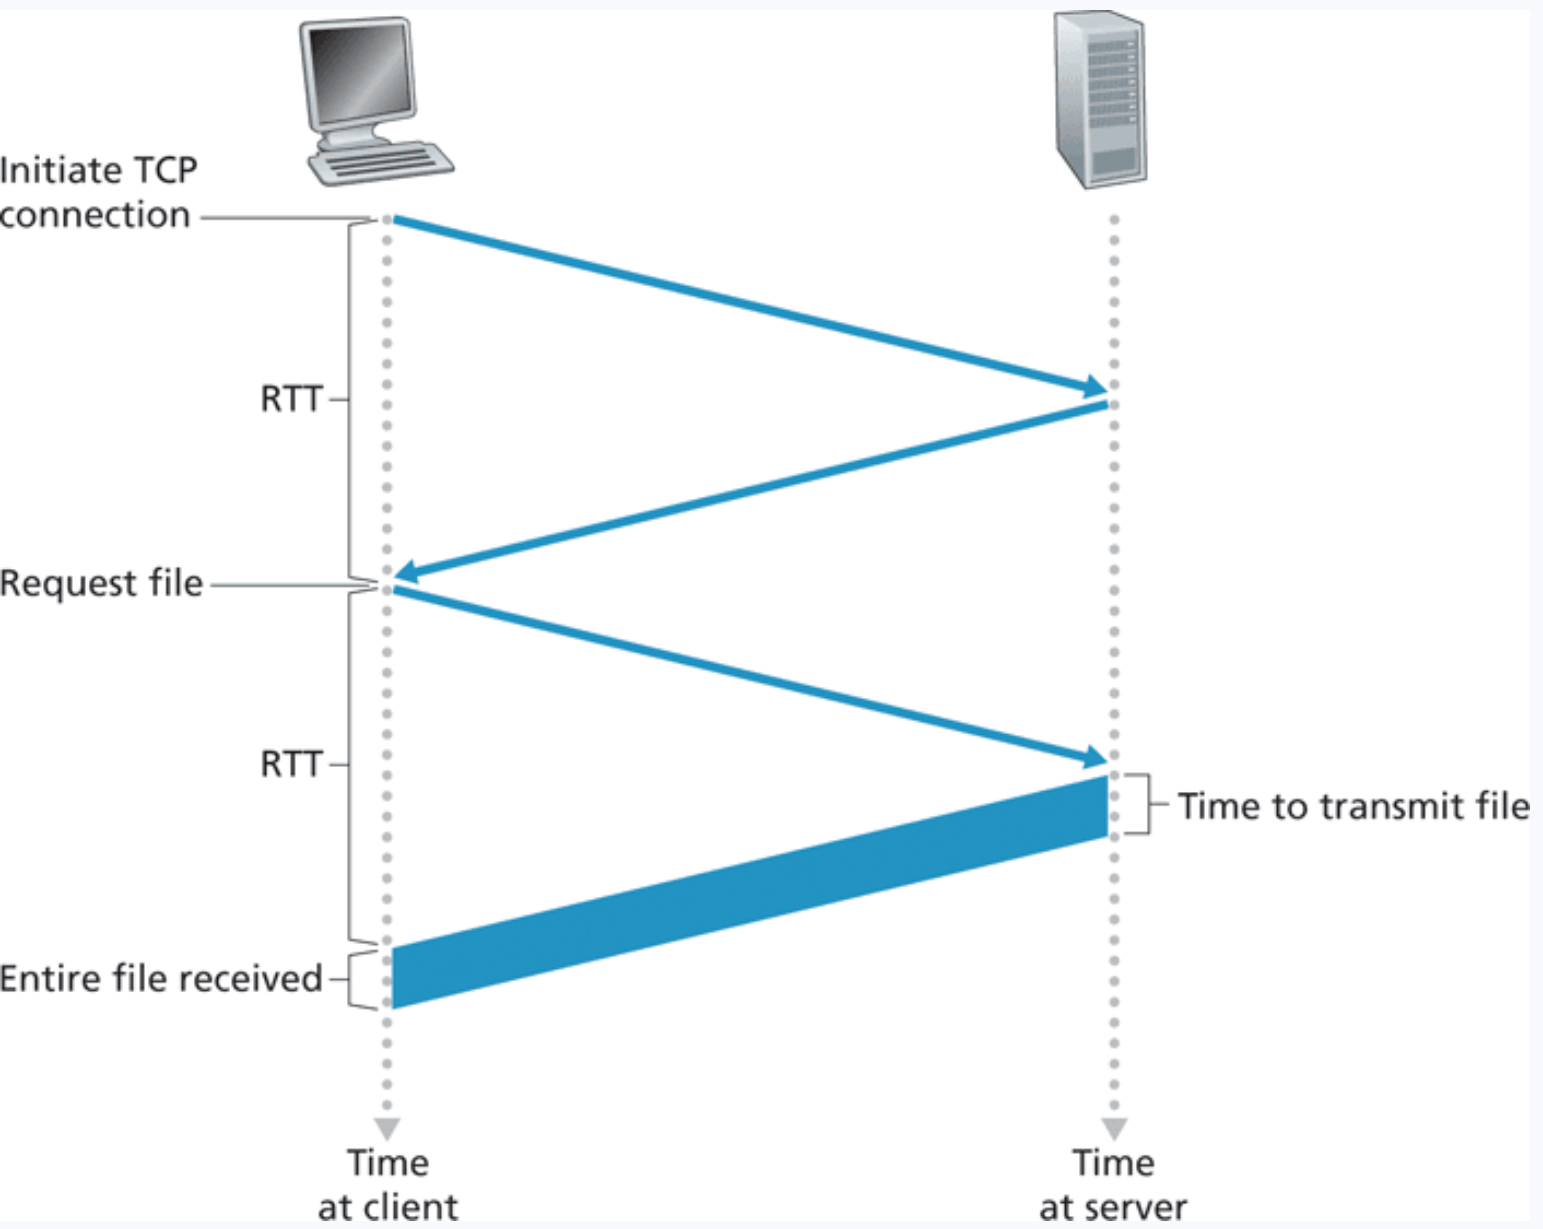 Initiate TCP
connection
RTT
Request file
RTT
Time to transmit file
Entire file received
Time
at client
Time
at server